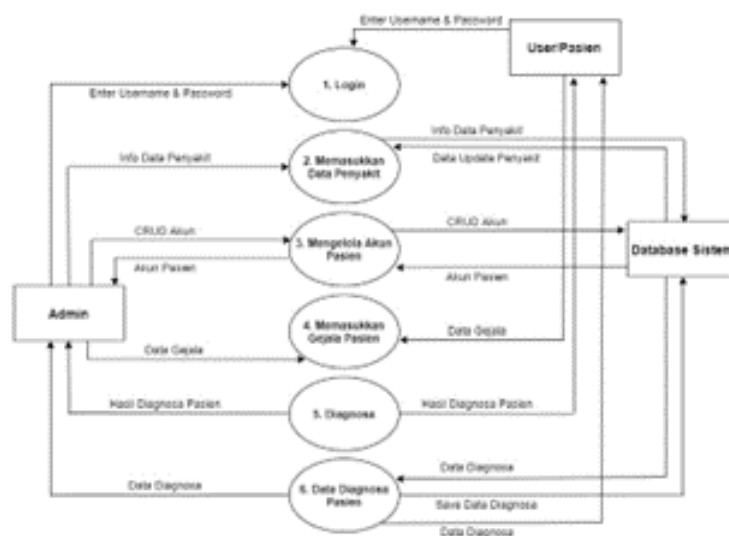 Enter Username & Password
User/Pasien
1. Login
Enter Username & Password
Info Data Penyakit
2. Memasukkan
Data Penyakit
Info Data Penyakit
Data Update Penyakit
CRUD Akun
3. Mengelola Akun
Pasien
CRUD Akun
Database Sistem
Akun Pasien
Akun Pasien
Admin
4. Memasukkan
Gejala Pasien
Data Gejala
Data Gejala
Hasil Diagnosa Pasien
5. Diagnosa
Hasil Diagnosa Pasien
Data Diagnosa
Data Diagnosa
6. Data Diagnosa
Pasien
Save Data Diagnosa
Data Diagnosa